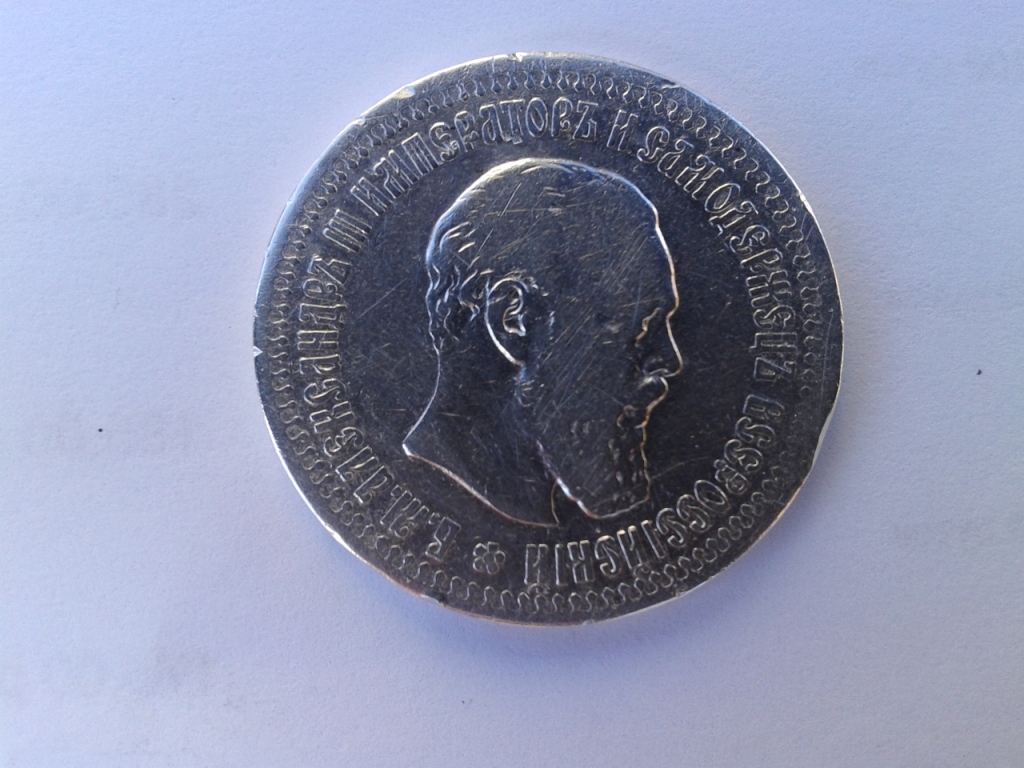 Б. М. АЛЕКСАНДРЪ III ИМПЕРАТОРЪ И САМОДЕРЖЕЦЪ ВСЕРОССІЙСКІЙ